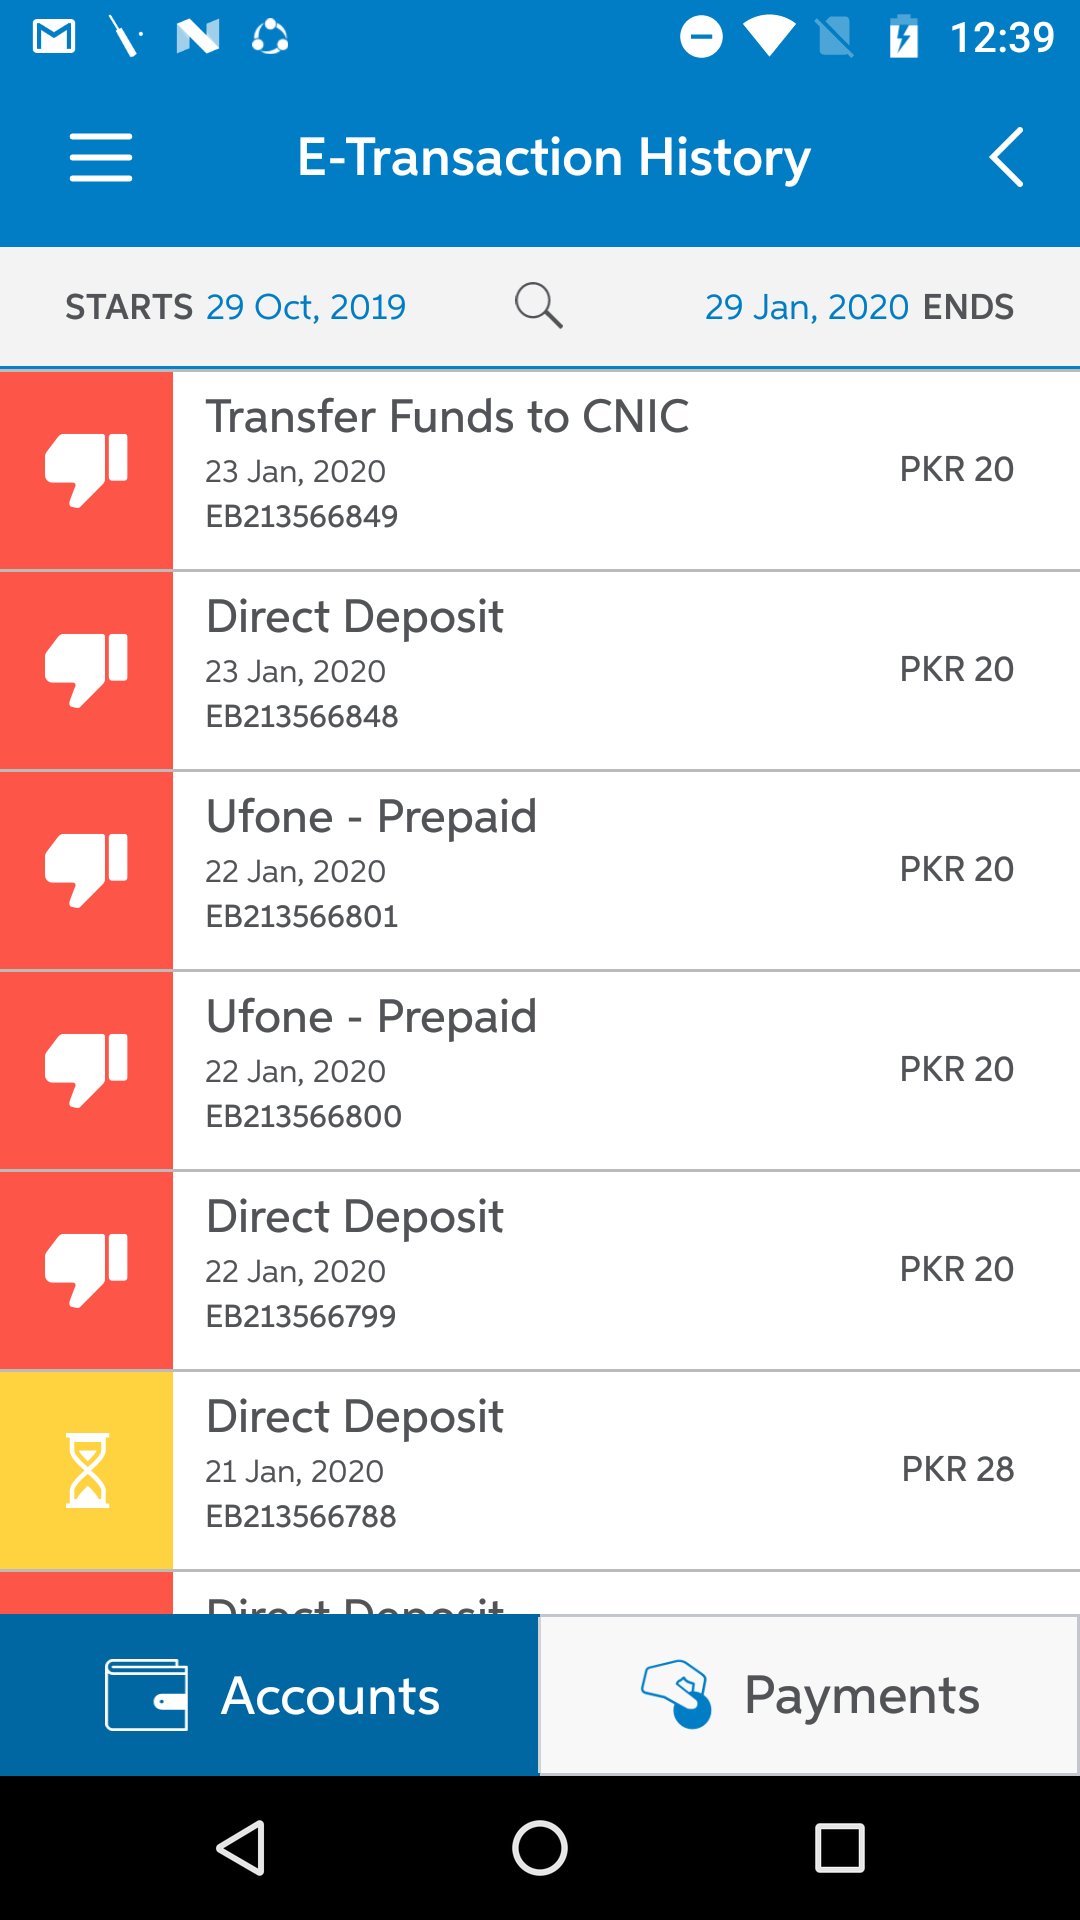 12:39
E-Transaction History
STARTS 29 Oct, 2019 29 Jan, 2020 ENDS
Transfer Funds to CNIC
23 Jan, 2020
PKR 20
EB213566849
Direct Deposit
23 Jan, 2020
PKR 20
EB213566848
Ufone - Prepaid
22 Jan, 2020
PKR 20
EB213566801
Ufone - Prepaid
22 Jan, 2020
PKR 20
EB213566800
Direct Deposit
22 Jan, 2020
PKR 20
EB213566799
Direct Deposit
21 Jan, 2020
PKR 28
EB213566788
Direct Deposit
Accounts
Payments